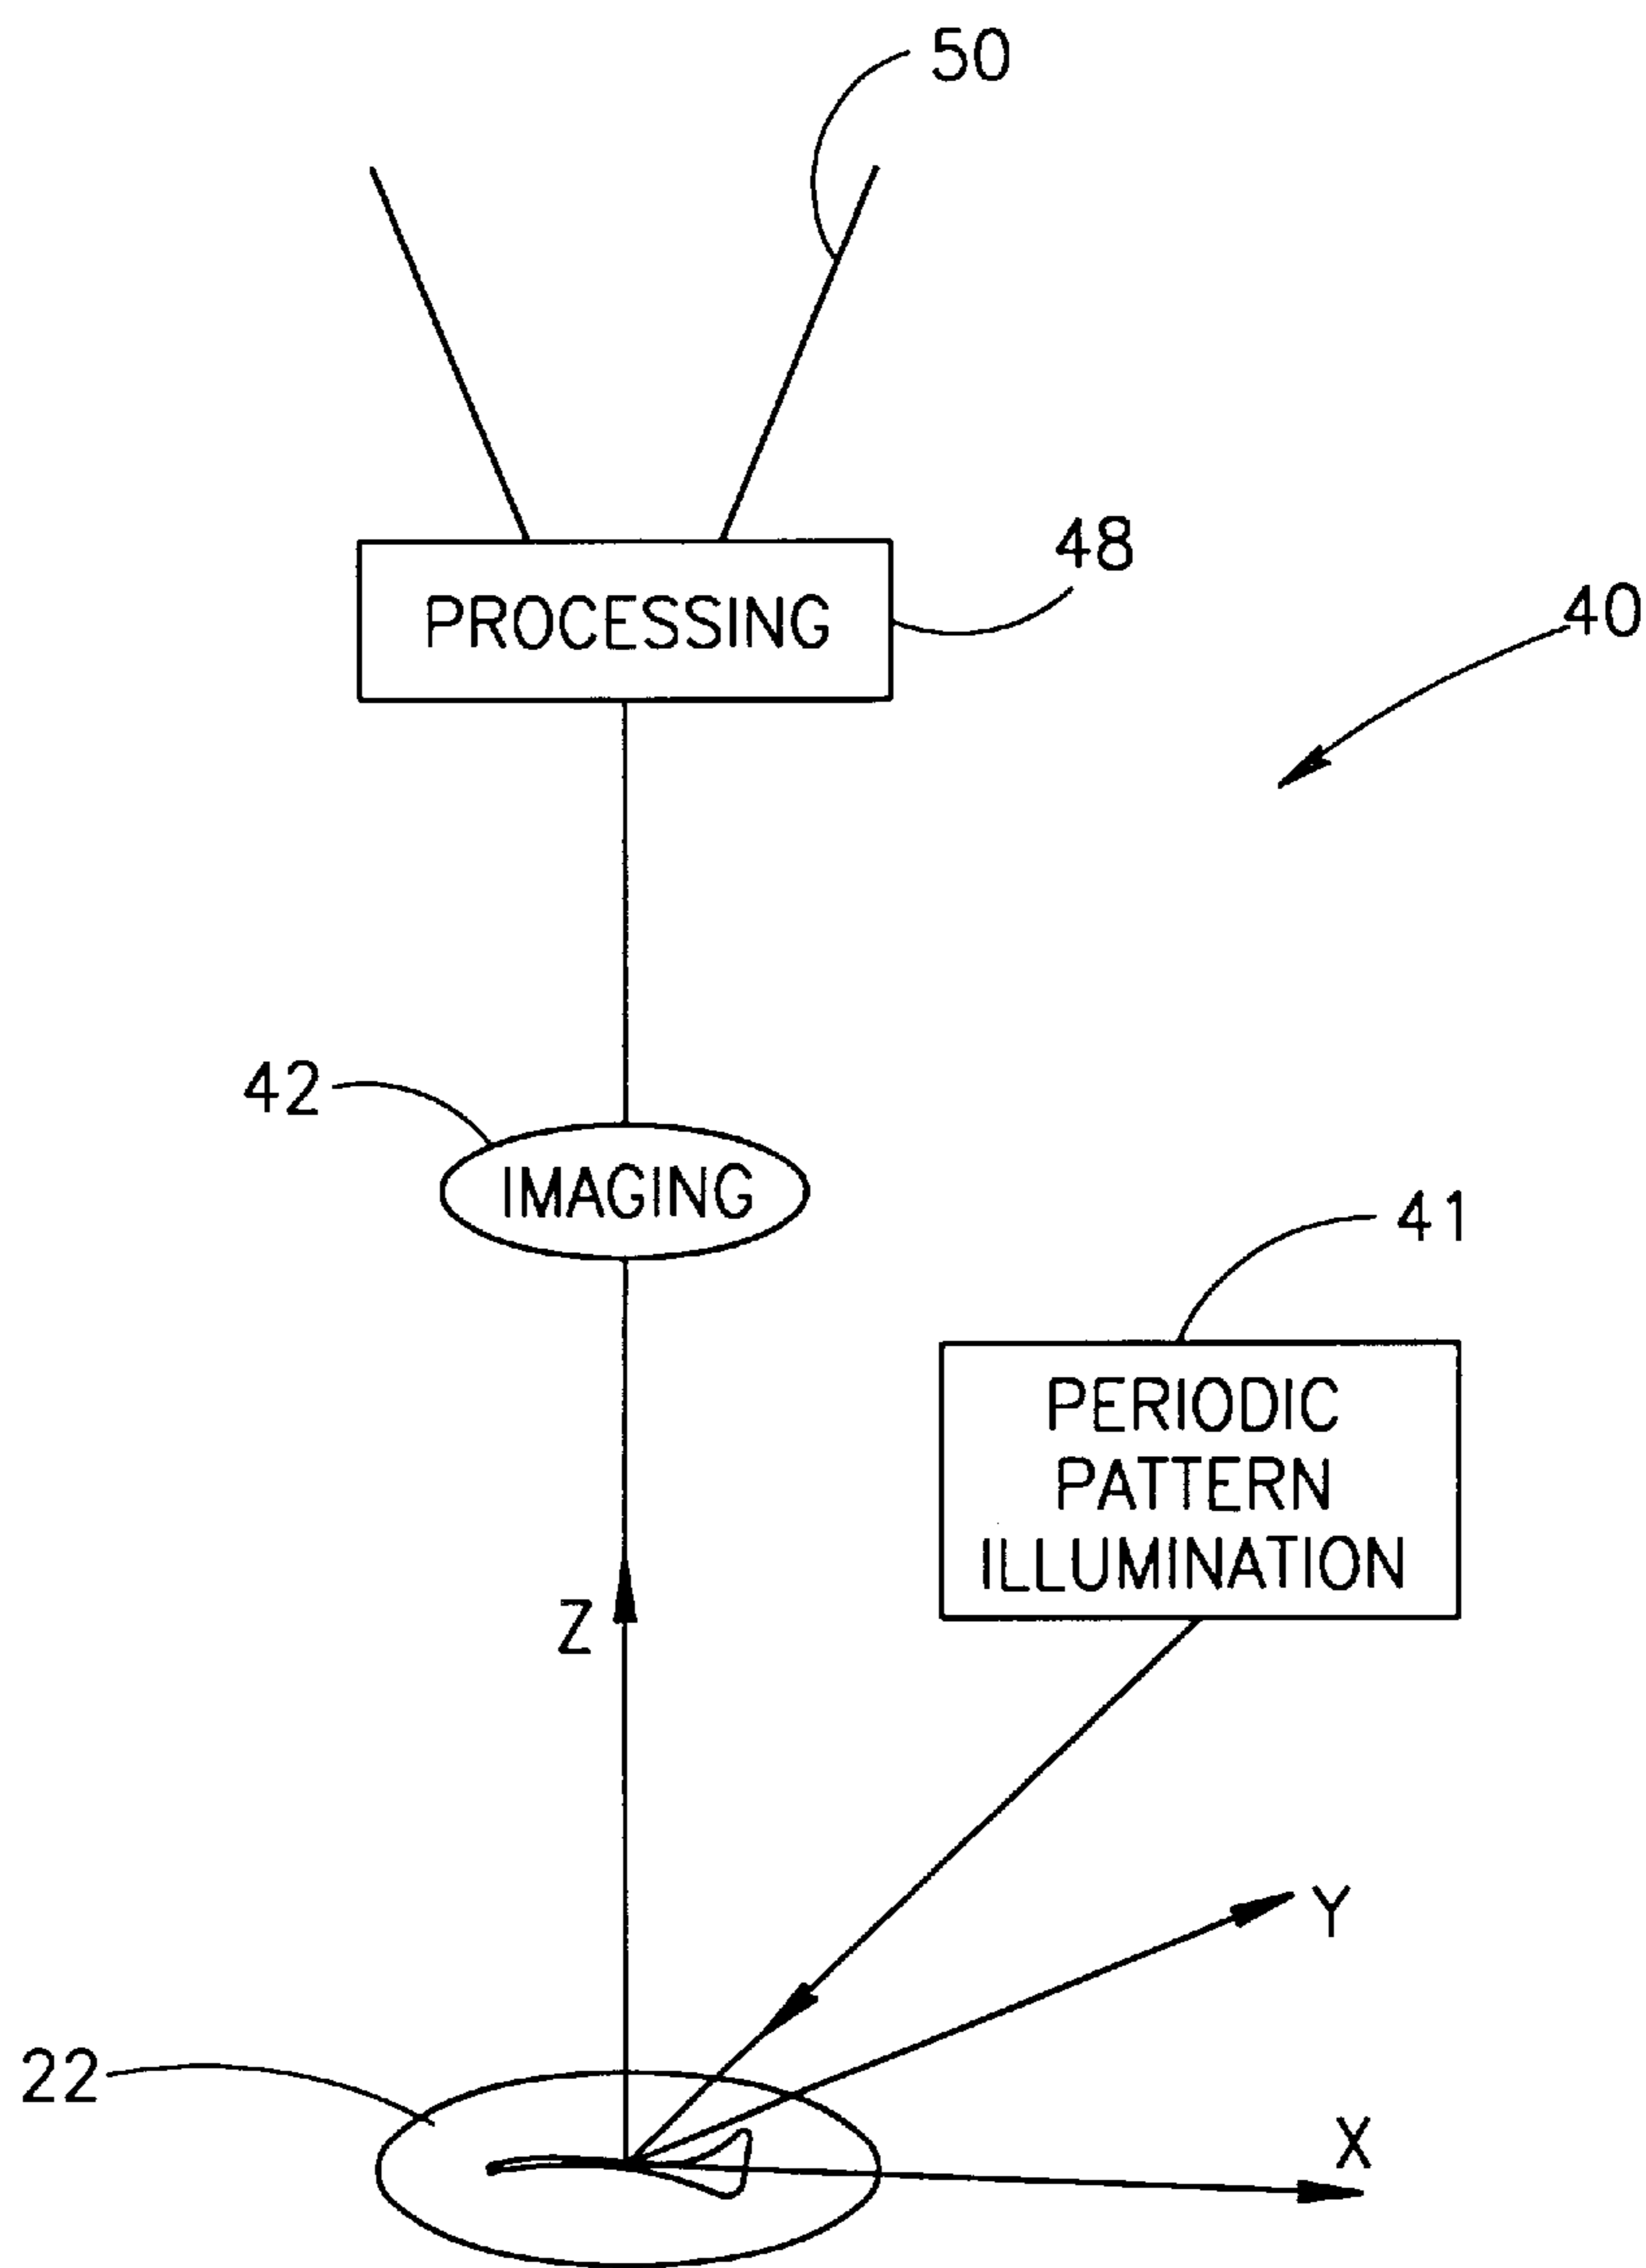 50
48
PROCESSING
40
42
IMAGING
41
PERIODIC
PATTERN
ILLUMINATION
Z
Y
22
X